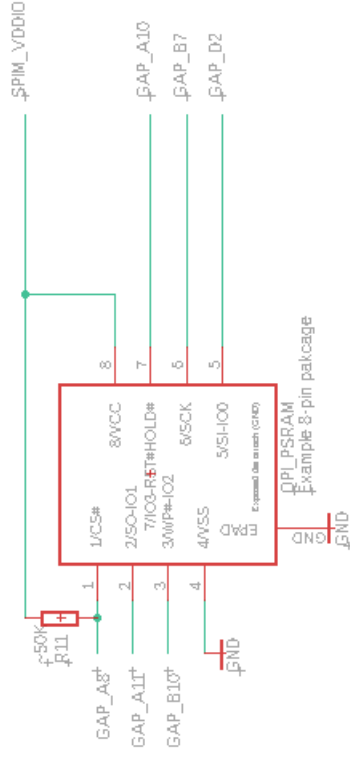 SPIM_VDDIO
~50K
R11
GAP_A8
1
1/CS#
8/VCC
8
GAP_A11
2
2/SO-IO1
7/IO3-RST#HOLD#
7
GAP_A10
GAP_B10
3
3/WP#-IO2
6/SCK
6
GAP_B7
4
4/VSS
5/SI-IO0
5
GAP_D2
GND
EPAD
Exposed (GND)
QPI_PSRAM
Example 8-pin pakcage
GND
GND